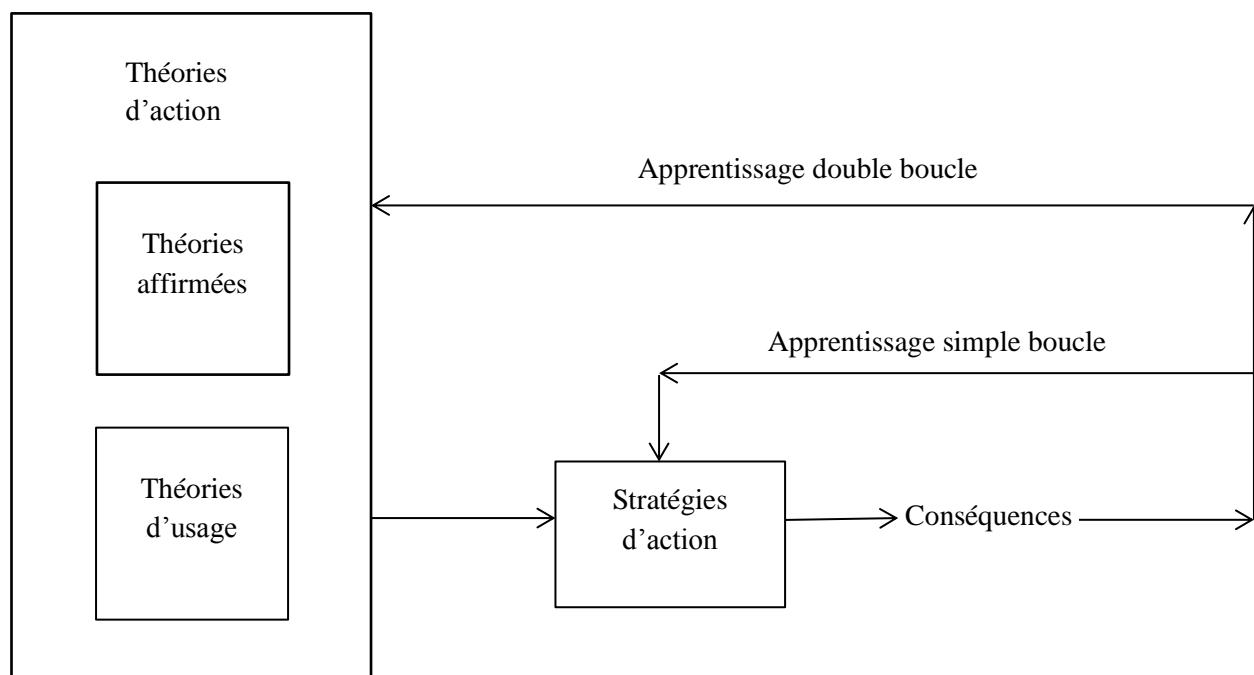 Théories
d’action
Apprentissage double boucle
Théories
affirmées
Apprentissage simple boucle
Théories
d’usage
Stratégies
d’action
Conséquences